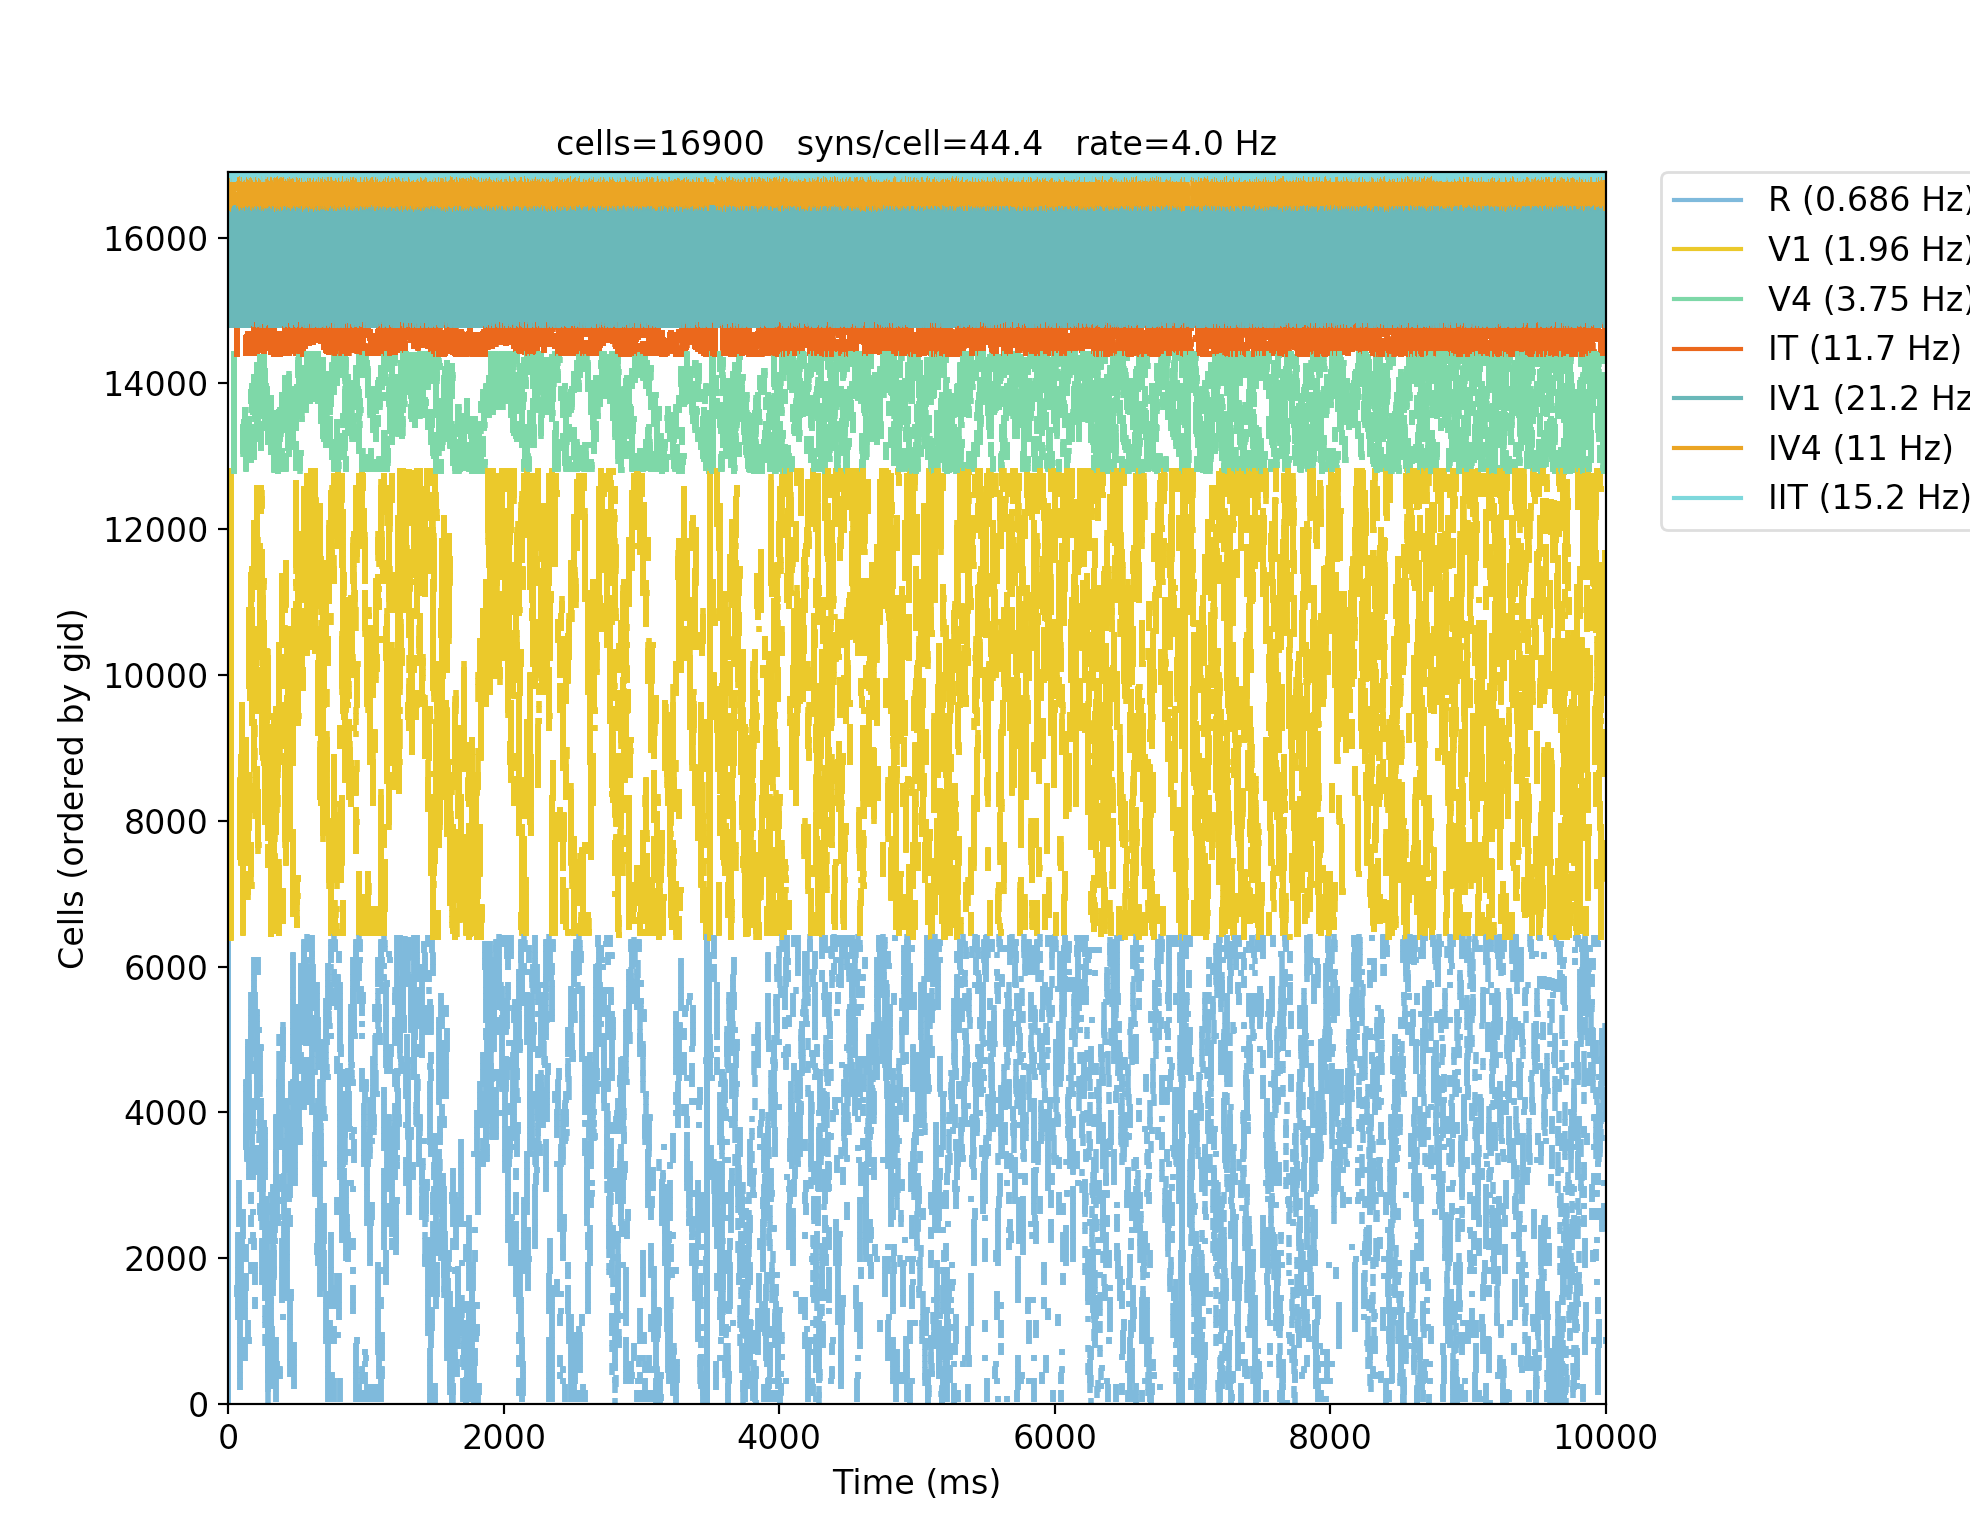 cells=16900 syns/cell=44.4 rate=4.0 Hz
R (0.686 Hz)
V1 (1.96 Hz)
V4 (3.75 Hz)
IT (11.7 Hz)
IV1 (21.2 Hz
IV4 (11 Hz)
IIT (15.2 Hz)
Cells (ordered by gid)
16000
14000
12000
10000
8000
6000
4000
2000
0
0 2000 4000 6000 8000 10000
Time (ms)